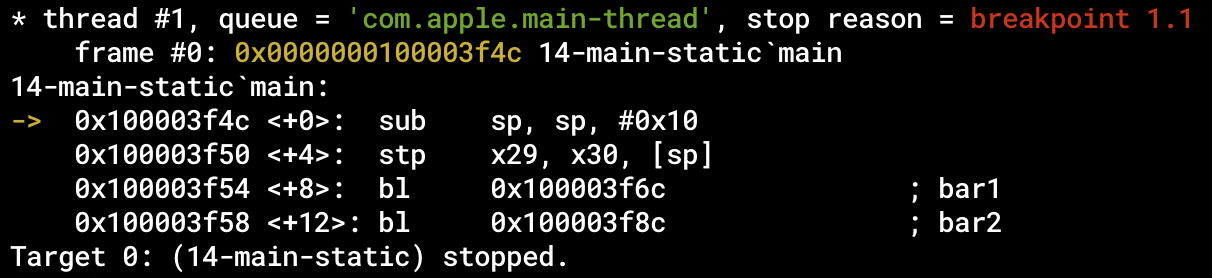 * thread #1, queue = 'com.apple.main-thread', stop reason = breakpoint 1.1
    frame #0: 0x0000000100003f4c 14-main-static`main
14-main-static`main:
->  0x100003f4c <+0>:  sub    sp, sp, #0x10
    0x100003f50 <+4>:  stp    x29, x30, [sp]
    0x100003f54 <+8>:  bl     0x100003f6c               ; bar1
    0x100003f58 <+12>: bl     0x100003f8c               ; bar2
Target 0: (14-main-static) stopped.